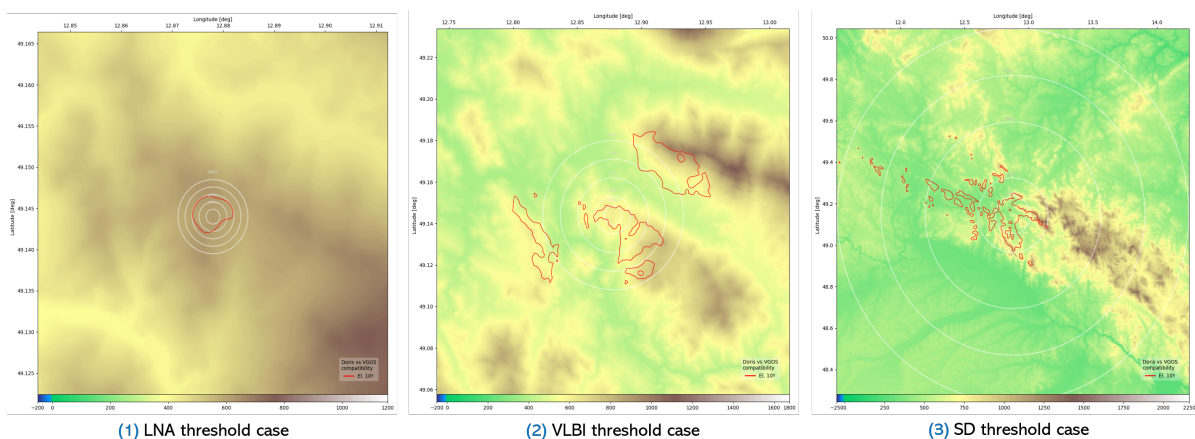 Longitude [deg]
12.85 12.86 12.87 12.88 12.90 12.91
Latitude [deg]
49.165
49.160
49.155
49.150
49.145
49.140
49.135
49.130
49.125
Doris vs VGOS
compatibility
El. 10º
−200 0 200 400 600 800 1000 1200
(1) LNA threshold case
Longitude [deg]
12.75 12.80 12.85 12.90 12.95 13.00
Latitude [deg]
49.22
49.20
49.18
49.16
49.14
49.12
49.10
49.08
49.06
Doris vs VGOS
compatibility
El. 10º
−200 0 200 400 600 800 1000 1200 1400 1600 1800
(2) VLBI threshold case
Longitude [deg]
12.0 12.5 13.0 13.5 14.0
Latitude [deg]
50.0
49.8
49.6
49.4
49.2
49.0
48.8
48.6
48.4
Doris vs VGOS
compatibility
El. 10º
−250 0 250 500 750 1000 1250 1500 1750 2000 2250
(3) SD threshold case